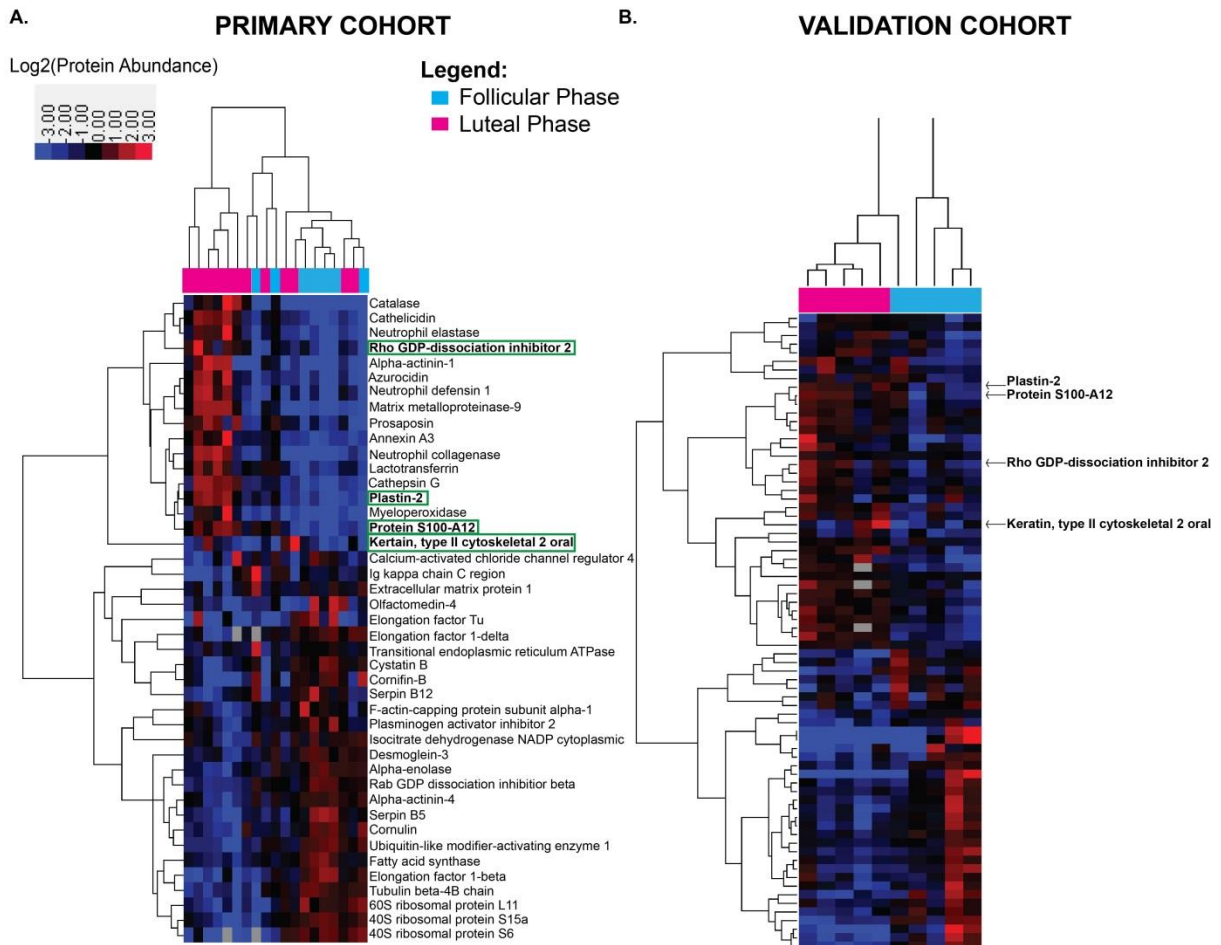 A.
PRIMARY COHORT
B.
VALIDATION COHORT
Log2(Protein Abundance)
-3.00
-2.00
-1.00
0.00
1.00
2.00
3.00
Legend:
Follicular Phase
Luteal Phase
Catalase
Cathelicidin
Neutrophil elastase
Rho GDP-dissociation inhibitor 2
Alpha-actinin-1
Azurocidin
Neutrophil defensin 1
Matrix metalloproteinase-9
Prosaposin
Annexin A3
Neutrophil collagenase
Lactotransferrin
Cathepsin G
Plastin-2
Myeloperoxidase
Protein S100-A12
Kertain, type II cytoskeletal 2 oral
Calcium-activated chloride channel regulator 4
Ig kappa chain C region
Extracellular matrix protein 1
Olfactomedin-4
Elongation factor Tu
Elongation factor 1-delta
Transitional endoplasmic reticulum ATPase
Cystatin B
Cornifin-B
Serpin B12
F-actin-capping protein subunit alpha-1
Plasminogen activator inhibitor 2
Isocitrate dehydrogenase NADP cytoplasmic
Desmoglein-3
Alpha-enolase
Rab GDP dissociation inhibitior beta
Alpha-actinin-4
Serpin B5
Cornulin
Ubiquitin-like modifier-activating enzyme 1
Fatty acid synthase
Elongation factor 1-beta
Tubulin beta-4B chain
60S ribosomal protein L11
40S ribosomal protein S15a
40S ribosomal protein S6
Plastin-2
Protein S100-A12
Rho GDP-dissociation inhibitor 2
Keratin, type II cytoskeletal 2 oral